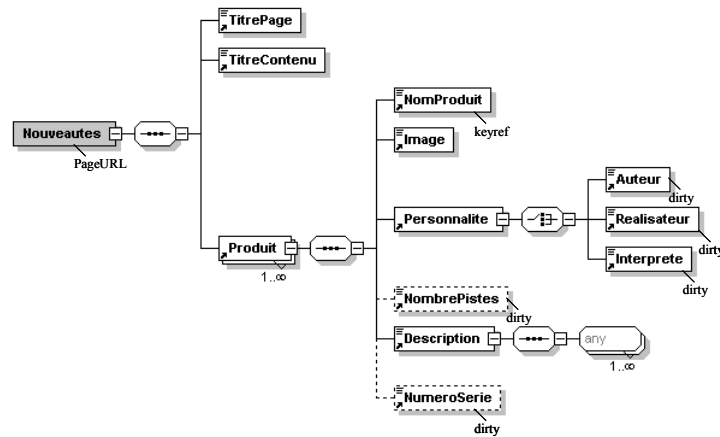 TitrePage
TitreContenu
Nouveautes
PageURL
Produit
1..∞
NomProduit
keyref
Image
Personnalite
Auteur
dirty
Realisateur
dirty
Interprete
dirty
NombrePistes
dirty
Description
any
1..∞
NumeroSerie
dirty